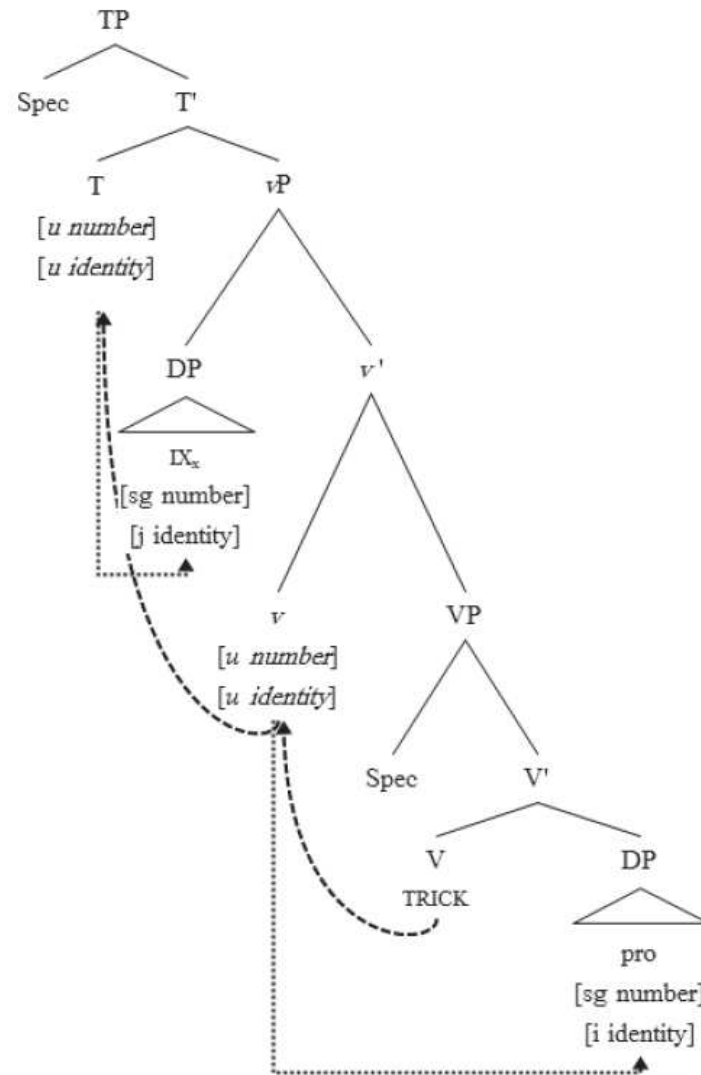 TP
Spec T'
T vP
[u number]
[u identity]
DP v'
IXx
[sg number]
[j identity]
v VP
[u number]
[u identity]
Spec V'
V DP
TRICK
pro
[sg number]
[i identity]